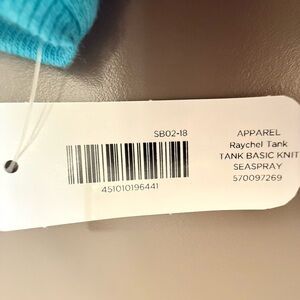 SB02-18
451010196441
APPAREL
Raychel Tank
TANK BASIC KNIT
SEASPRAY
570097269